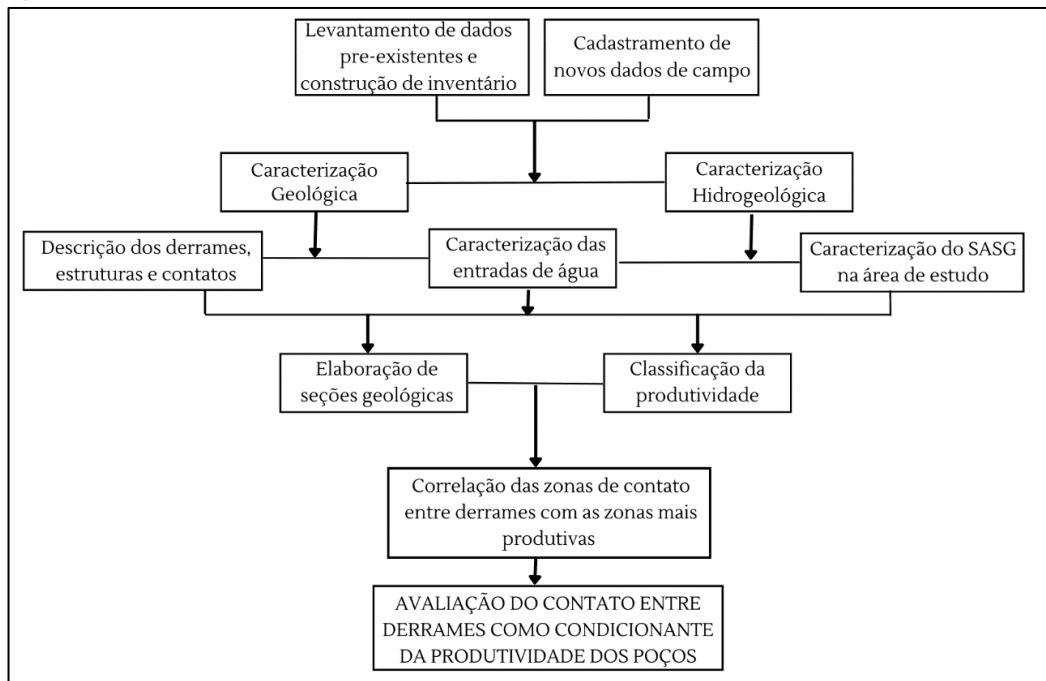 Levantamento de dados
pre-existentes e
construção de inventário
Cadastramento de
novos dados de campo
Caracterização
Geológica
Caracterização
Hidrogeológica
Descrição dos derrames,
estruturas e contatos
Caracterização das
entradas de água
Caracterização do SASG
na área de estudo
Elaboração de
seções geológicas
Classificação da
produtividade
Correlação das zonas de contato
entre derrames com as zonas mais
produtivas
AVALIAÇÃO DO CONTATO ENTRE
DERRAMES COMO CONDICIONANTE
DA PRODUTIVIDADE DOS POÇOS